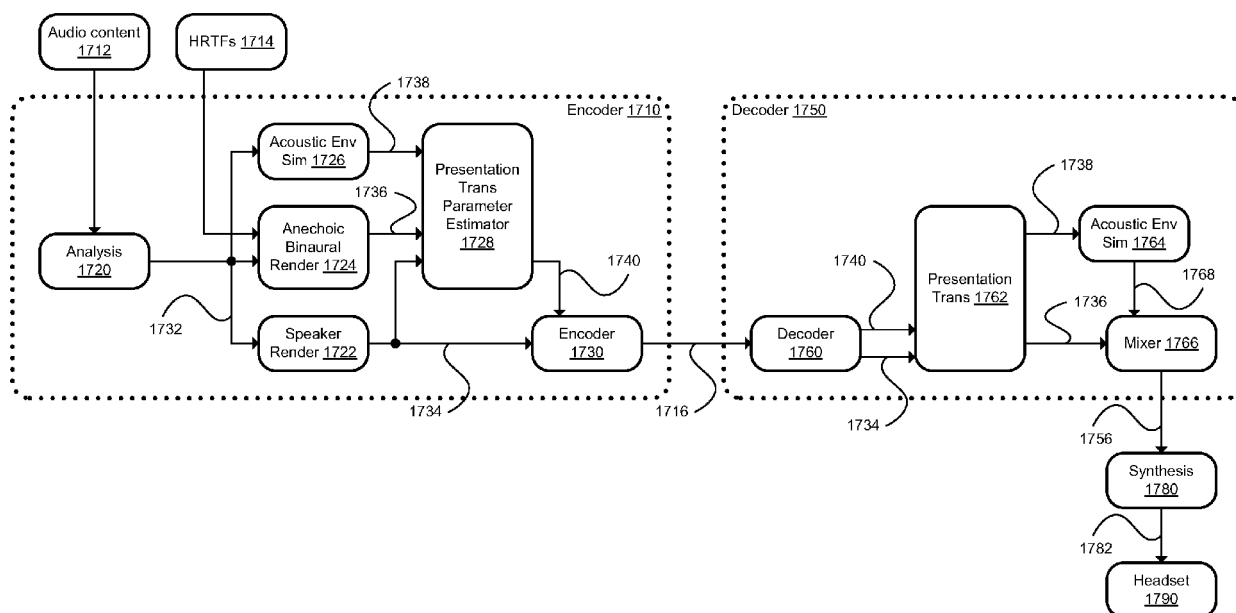 Audio content
1712
HRTFs 1714
1738
Encoder 1710
Decoder 1750
Acoustic Env
Sim 1726
Presentation
Trans
Parameter
Estimator
1728
1736
1738
Analysis
1720
Anechoic
Binaural
Render 1724
Acoustic Env
Sim 1764
1740
1740
Presentation
Trans 1762
1768
1736
1732
Speaker
Render 1722
Encoder
1730
Decoder
1760
Mixer 1766
1734
1716
1734
1756
Synthesis
1780
1782
Headset
1790